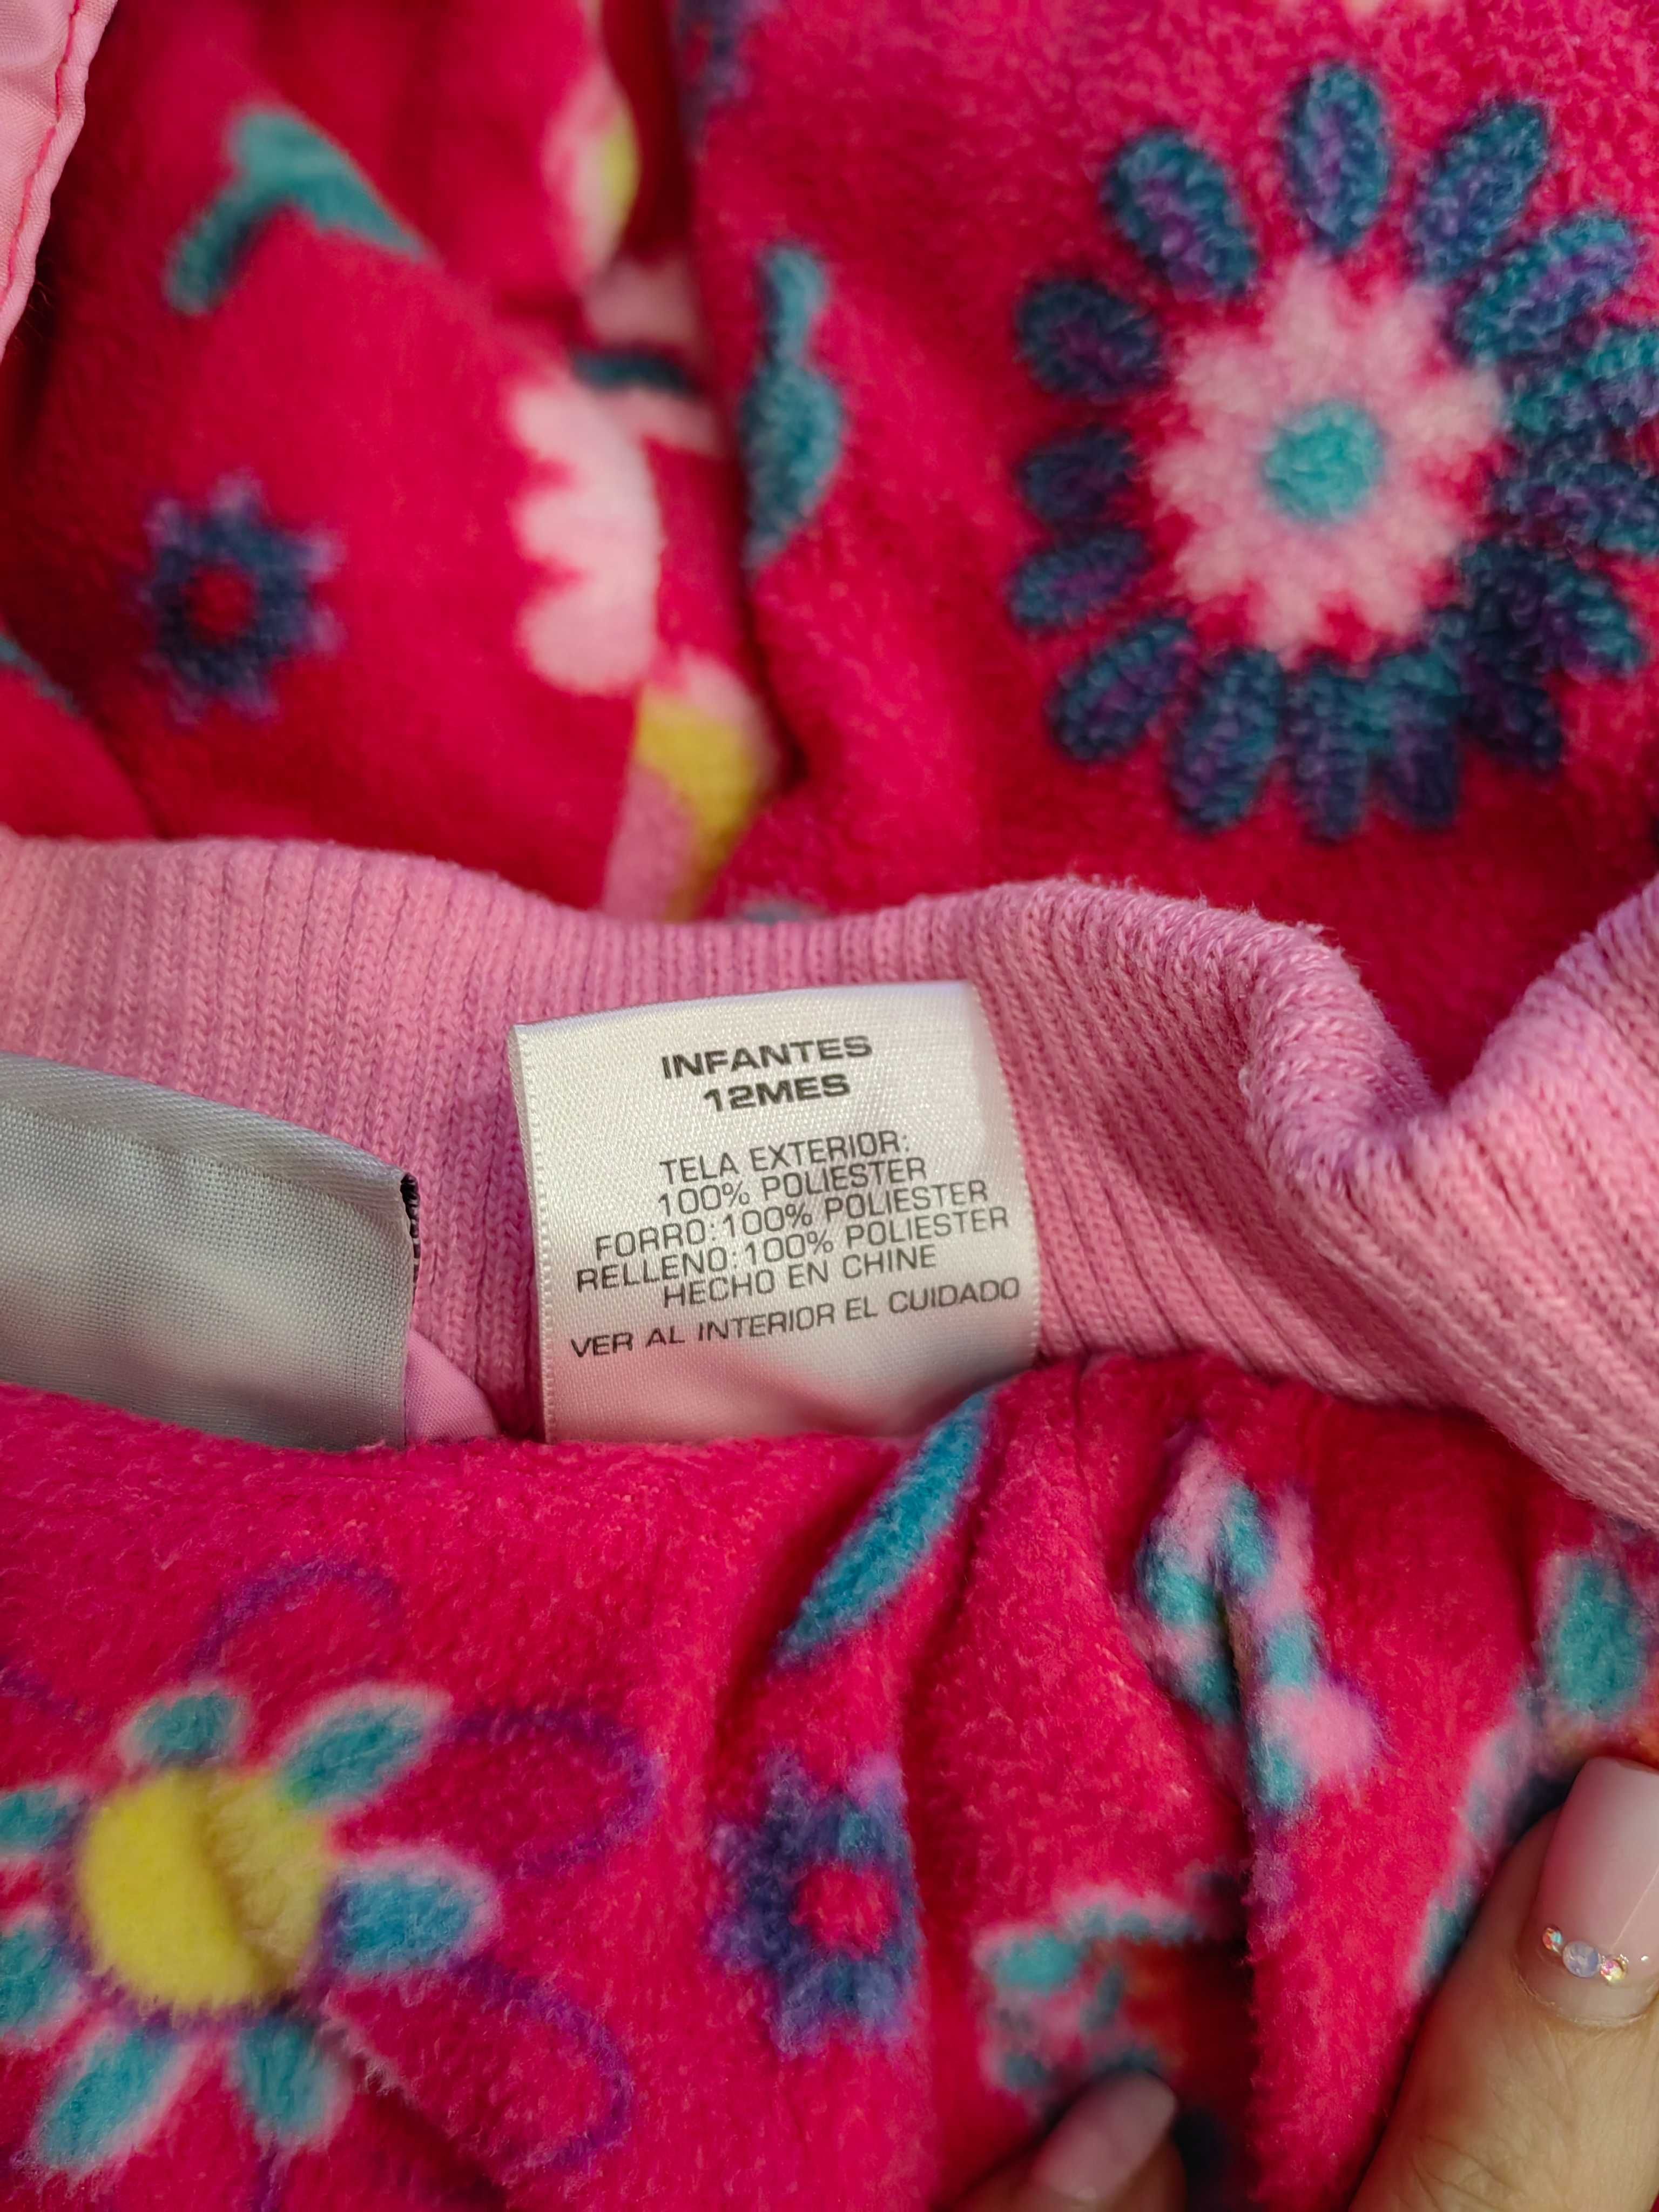 INFANTES
12MES
TELA EXTERIOR:
100% POLIESTER
FORRO:100% POLIESTER
RELLENO:100% POLIESTER
HECHO EN CHINE
VER AL INTERIOR EL CUIDADO